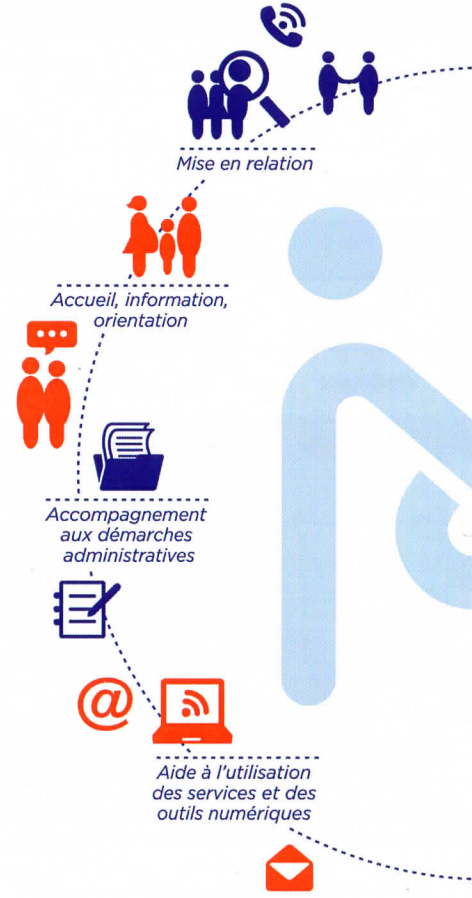 Mise en relation
Accueil, information,
orientation
Accompagnement
aux démarches
administratives
@
Aide à l'utilisation
des services et des
outils numériques